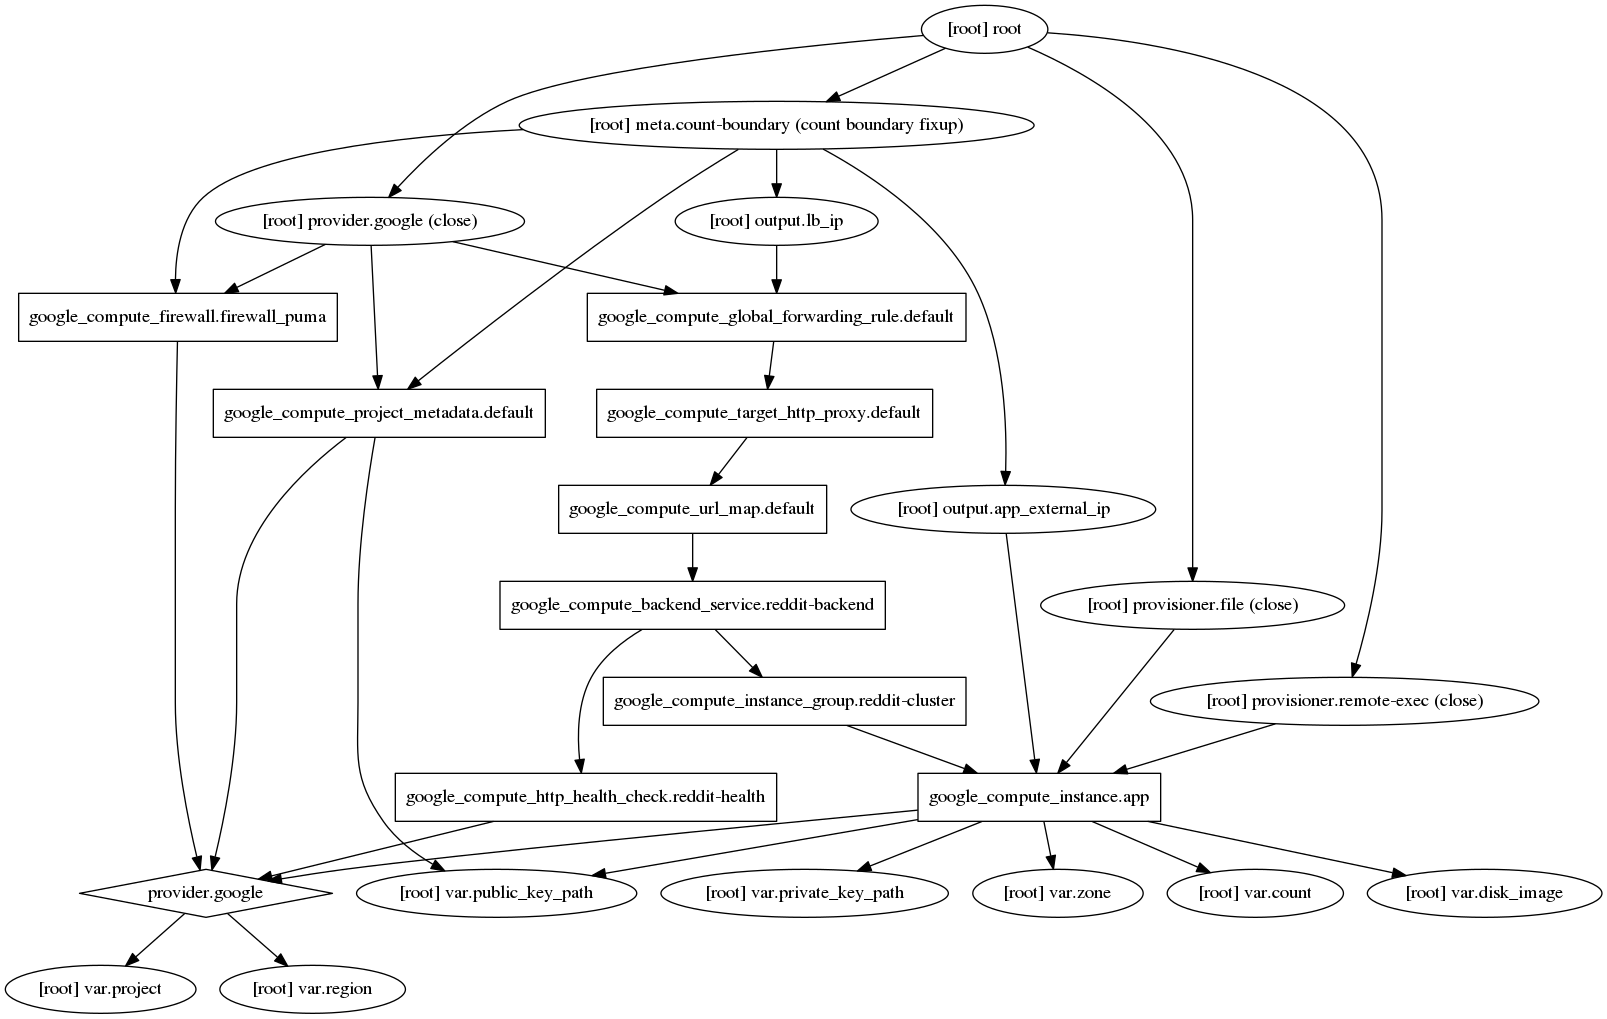 [root] root
[root] meta.count-boundary (count boundary fixup)
[root] provider.google (close)
[root] output.lb_ip
google_compute_firewall.firewall_puma
google_compute_global_forwarding_rule.default
google_compute_project_metadata.default
google_compute_target_http_proxy.default
google_compute_url_map.default
[root] output.app_external_ip
google_compute_backend_service.reddit-backend
[root] provisioner.file (close)
google_compute_instance_group.reddit-cluster
[root] provisioner.remote-exec (close)
google_compute_http_health_check.reddit-health
google_compute_instance.app
provider.google
[root] var.public_key_path
[root] var.private_key_path
[root] var.zone
[root] var.count
[root] var.disk_image
[root] var.project
[root] var.region